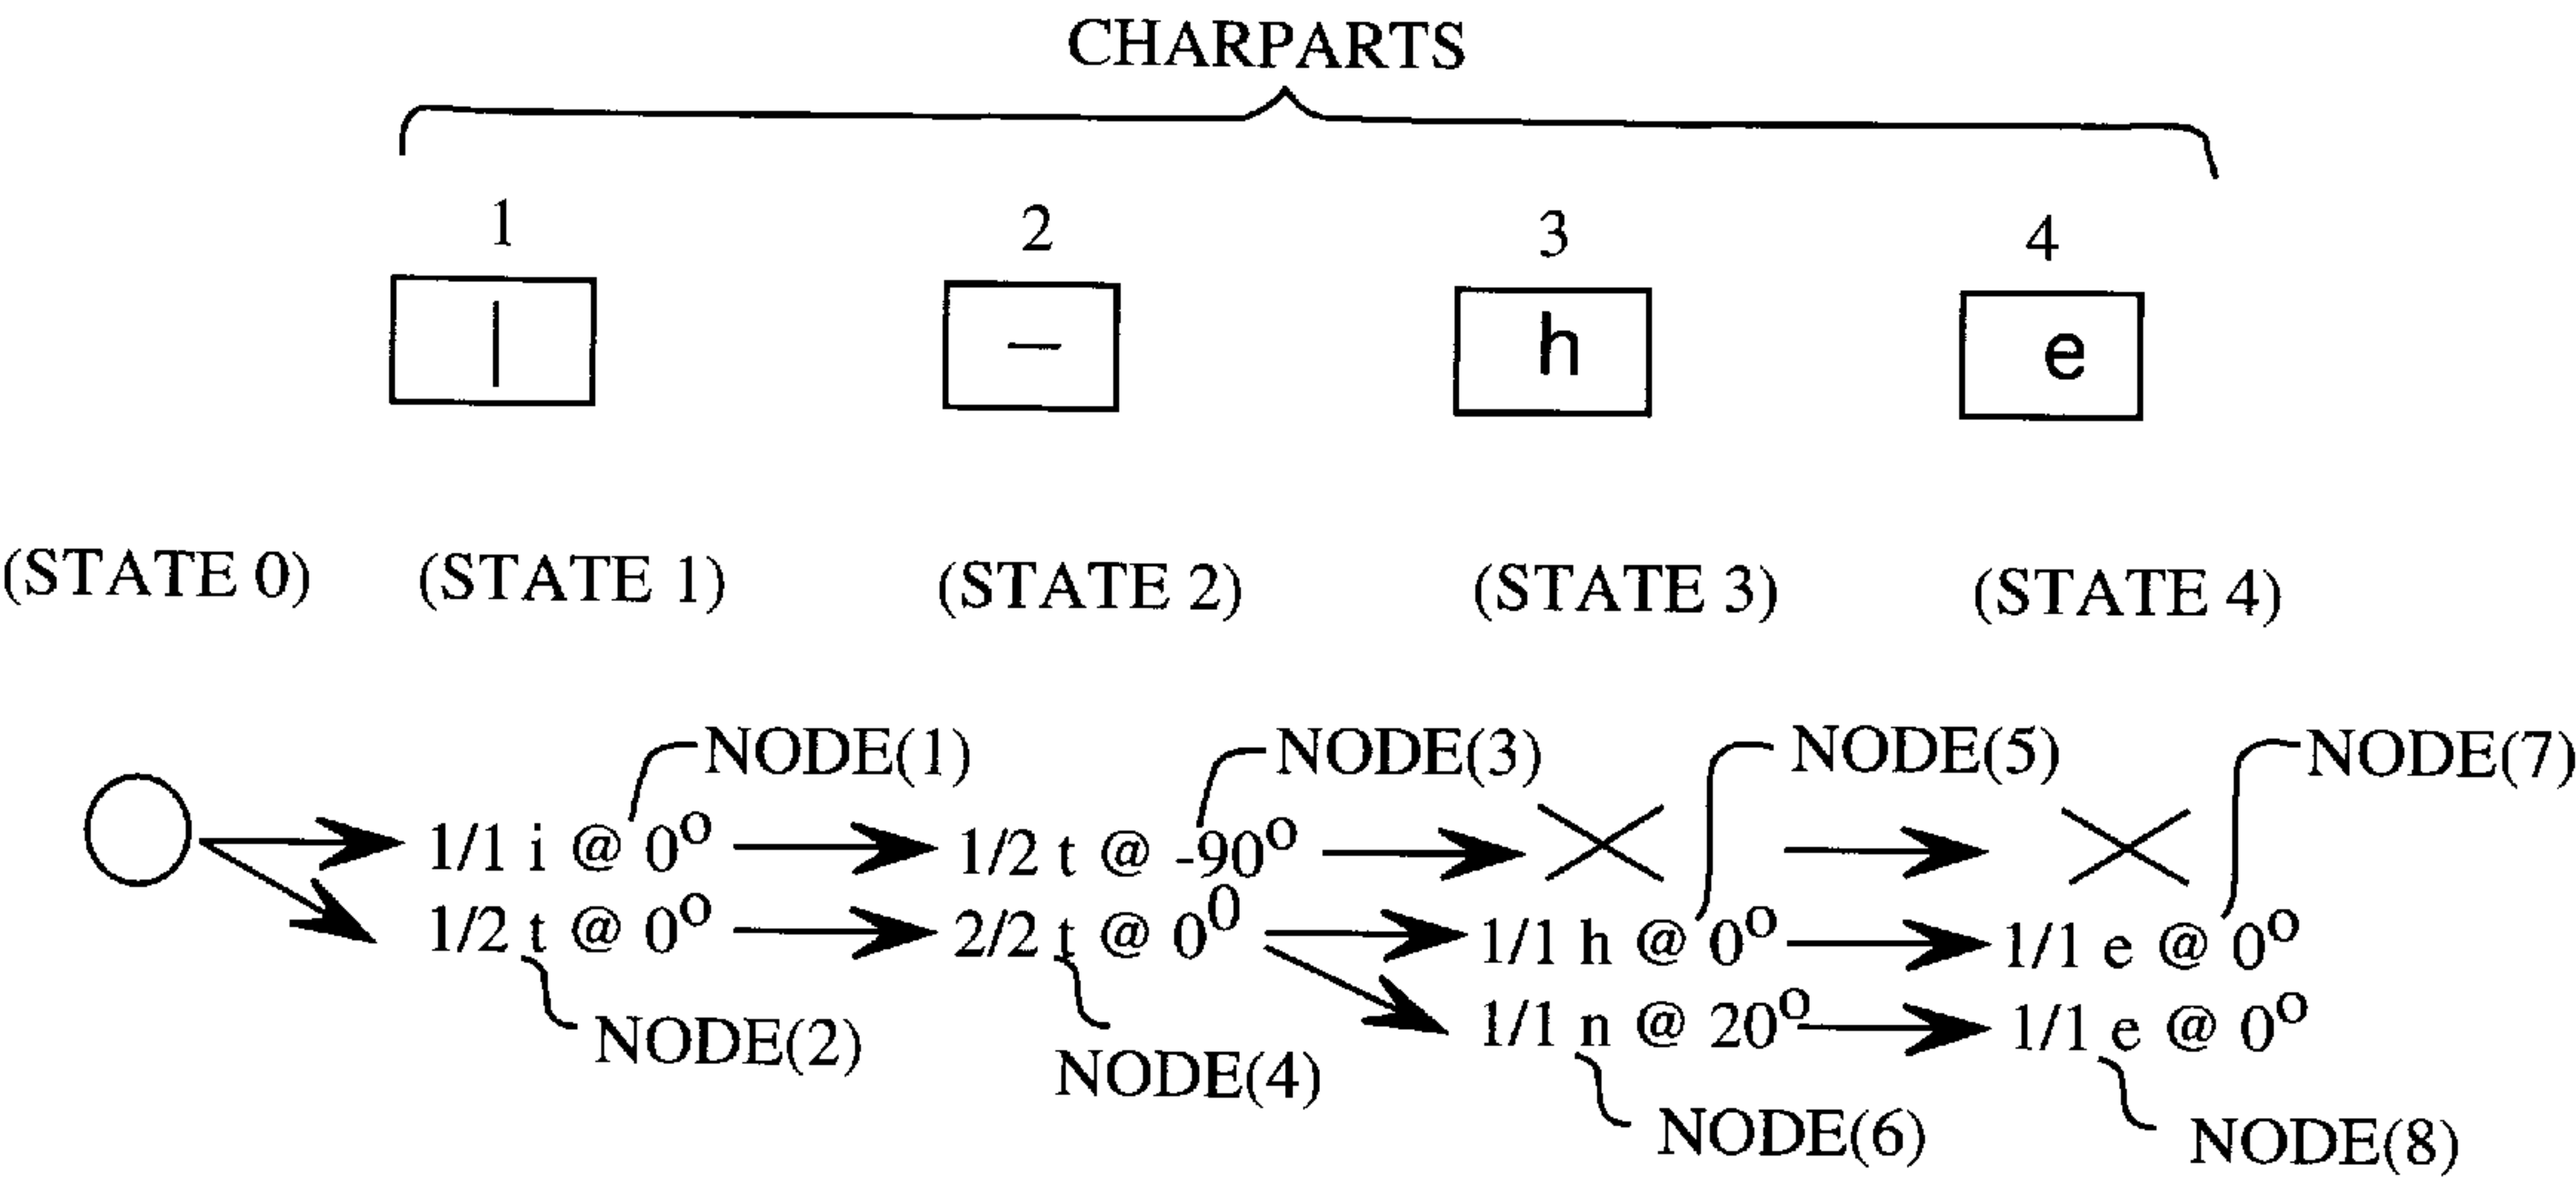 CHARPARTS
1 2 3 4
| — h e
(STATE 0) (STATE 1) (STATE 2) (STATE 3) (STATE 4)
NODE(1) NODE(3) NODE(5) NODE(7)
1/1 i @ 0° 1/2 t @ -90°
1/2 t @ 0° 2/2 t @ 0° 1/1 h @ 0° 1/1 e @ 0°
1/1 n @ 20° 1/1 e @ 0°
NODE(2) NODE(4) NODE(6) NODE(8)